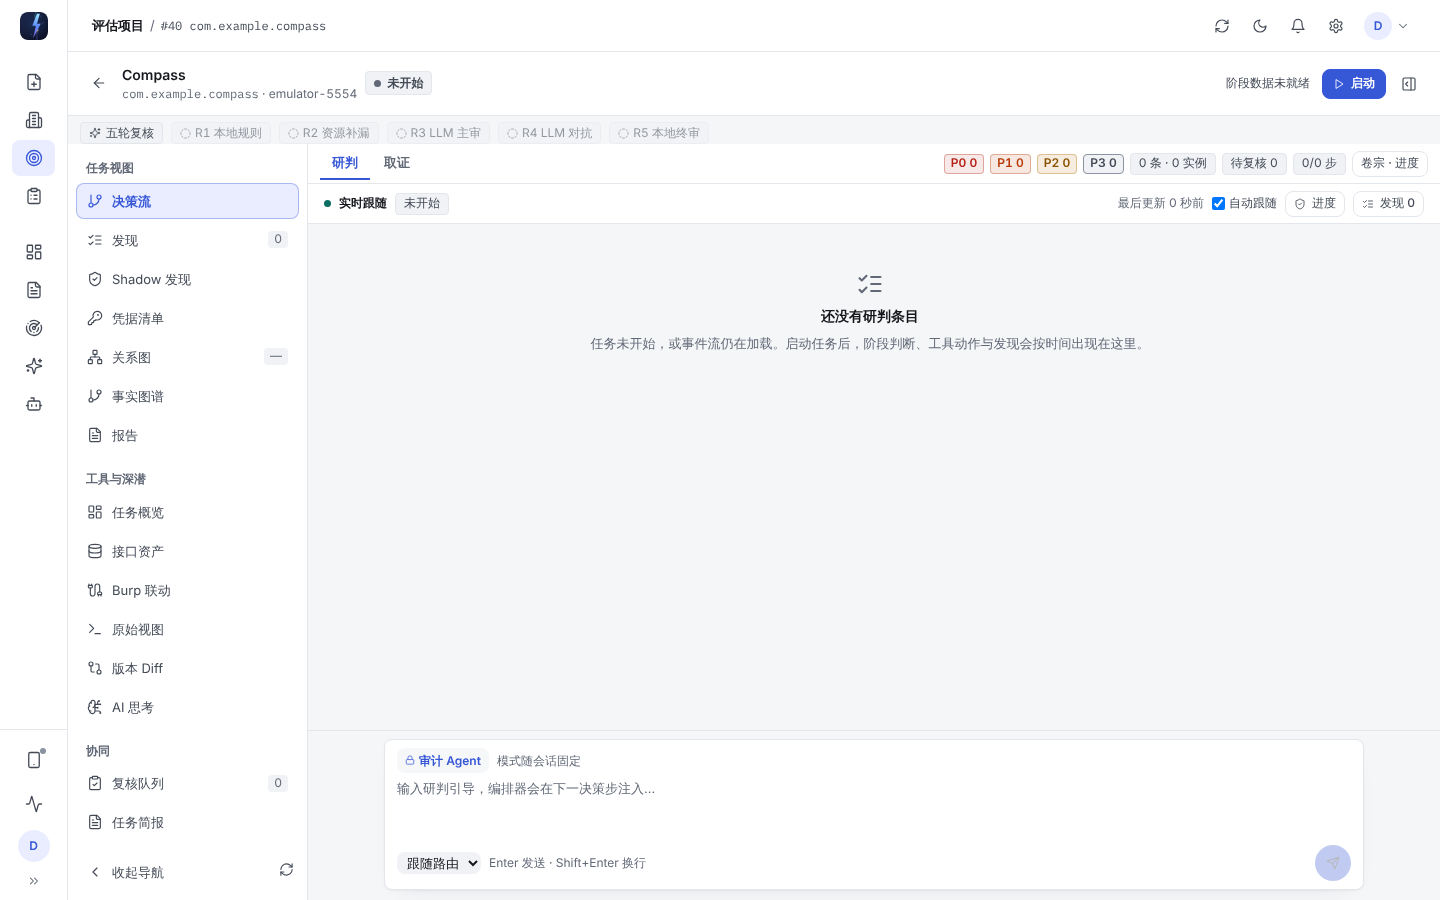 评估项目 / #40 com.example.compass
D
Compass
com.example.compass · emulator-5554
未开始
阶段数据未就绪
启动
五轮复核
R1 本地规则
R2 资源补漏
R3 LLM 主审
R4 LLM 对抗
R5 本地终审
任务视图
决策流
发现 0
Shadow 发现
凭据清单
关系图 —
事实图谱
报告
工具与深潜
任务概览
接口资产
Burp 联动
原始视图
版本 Diff
AI 思考
协同
复核队列 0
任务简报
收起导航
D
研判 取证
P0 0
P1 0
P2 0
P3 0
0 条 · 0 实例
待复核 0
0/0 步
卷宗 · 进度
实时跟随 未开始
最后更新 0 秒前
自动跟随
进度
发现 0
还没有研判条目
任务未开始，或事件流仍在加载。启动任务后，阶段判断、工具动作与发现会按时间出现在这里。
审计 Agent 模式随会话固定
输入研判引导，编排器会在下一决策步注入...
跟随路由 Enter 发送 · Shift+Enter 换行